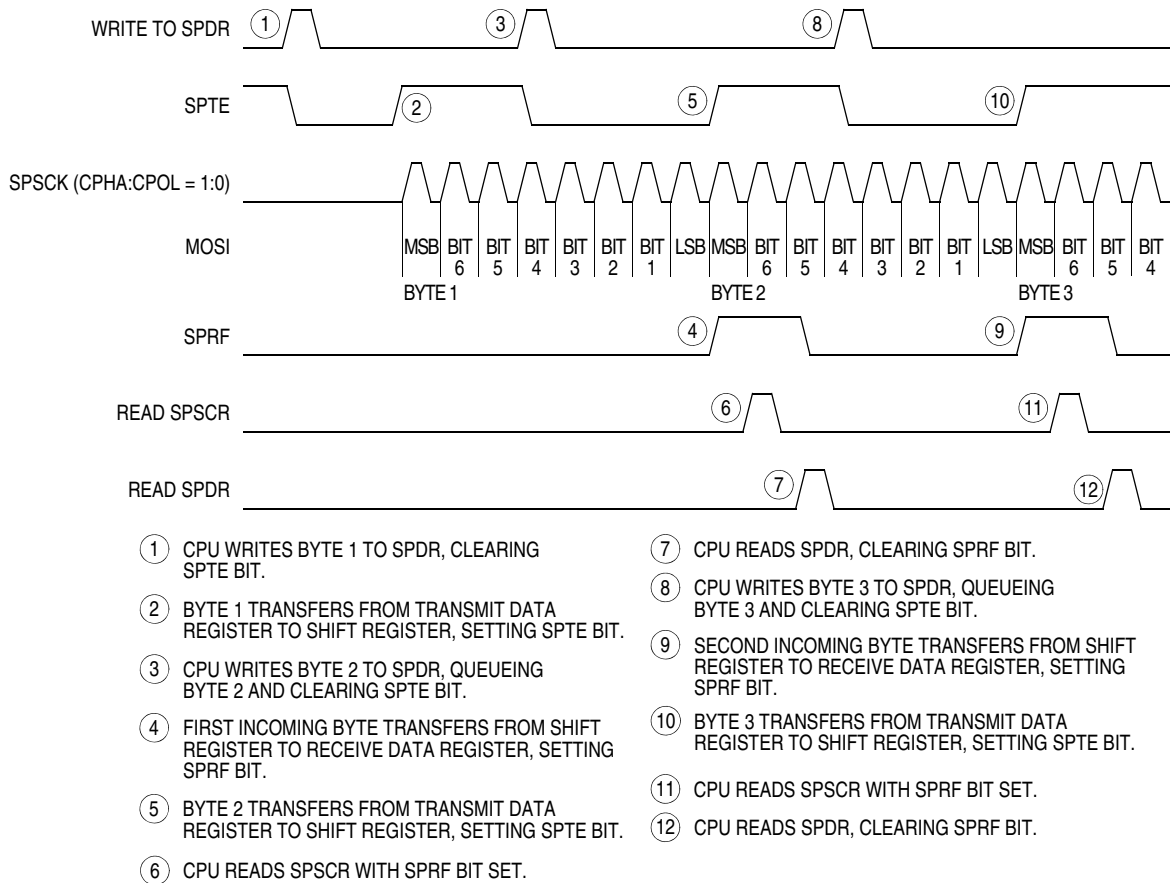 WRITE TO SPDR
1
3
8
SPTE
2
5
10
SPSCK (CPHA:CPOL = 1:0)
MOSI
MSB BIT 6 BIT 5 BIT 4 BIT 3 BIT 2 BIT 1 LSB MSB BIT 6 BIT 5 BIT 4 BIT 3 BIT 2 BIT 1 LSB MSB BIT 6 BIT 5 BIT 4
BYTE 1
BYTE 2
BYTE 3
SPRF
4
9
READ SPSCR
6
11
READ SPDR
7
12
1 CPU WRITES BYTE 1 TO SPDR, CLEARING
SPTE BIT.
2 BYTE 1 TRANSFERS FROM TRANSMIT DATA
REGISTER TO SHIFT REGISTER, SETTING SPTE BIT.
3 CPU WRITES BYTE 2 TO SPDR, QUEUEING
BYTE 2 AND CLEARING SPTE BIT.
4 FIRST INCOMING BYTE TRANSFERS FROM SHIFT
REGISTER TO RECEIVE DATA REGISTER, SETTING
SPRF BIT.
5 BYTE 2 TRANSFERS FROM TRANSMIT DATA
REGISTER TO SHIFT REGISTER, SETTING SPTE BIT.
6 CPU READS SPSCR WITH SPRF BIT SET.
7 CPU READS SPDR, CLEARING SPRF BIT.
8 CPU WRITES BYTE 3 TO SPDR, QUEUEING
BYTE 3 AND CLEARING SPTE BIT.
9 SECOND INCOMING BYTE TRANSFERS FROM SHIFT
REGISTER TO RECEIVE DATA REGISTER, SETTING
SPRF BIT.
10 BYTE 3 TRANSFERS FROM TRANSMIT DATA
REGISTER TO SHIFT REGISTER, SETTING SPTE BIT.
11 CPU READS SPSCR WITH SPRF BIT SET.
12 CPU READS SPDR, CLEARING SPRF BIT.